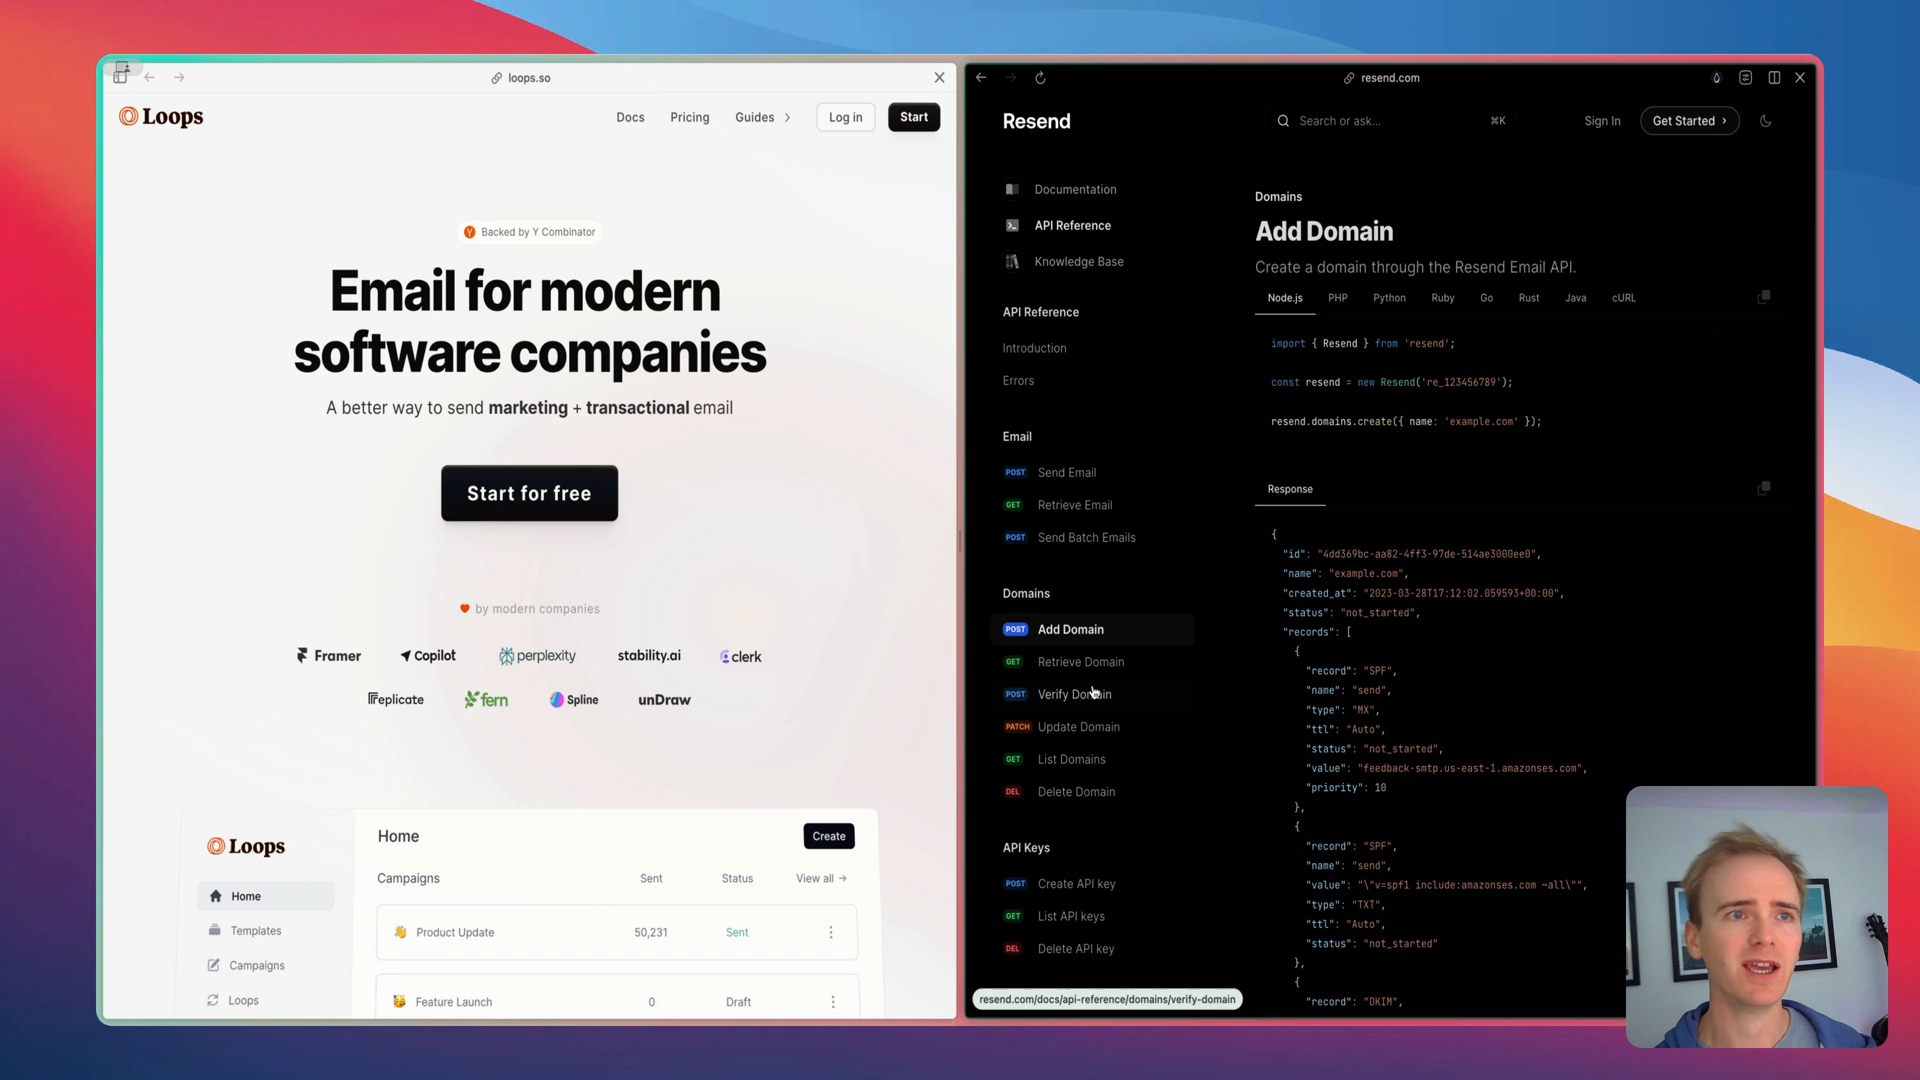 loops.so
Loops
Docs
Pricing
Guides
Log in
Start
Backed by Y Combinator
Email for modern
software companies
A better way to send marketing + transactional email
Start for free
by modern companies
Framer
Copilot
perplexity
stability.ai
clerk
Replicate
fern
Spline
unDraw
Loops
Home
Templates
Campaigns
Loops
Home
Create
Campaigns
Sent
Status
View all →
Product Update
50,231
Sent
Feature Launch
0
Draft
resend.com
Resend
Search or ask...
⌘K
Sign In
Get Started
Documentation
API Reference
Knowledge Base
API Reference
Introduction
Errors
Email
POST Send Email
GET Retrieve Email
POST Send Batch Emails
Domains
POST Add Domain
GET Retrieve Domain
POST Verify Domain
PATCH Update Domain
GET List Domains
DEL Delete Domain
API Keys
POST Create API key
GET List API keys
DEL Delete API key
resend.com/docs/api-reference/domains/verify-domain
Domains
Add Domain
Create a domain through the Resend Email API.
Node.js
PHP
Python
Ruby
Go
Rust
Java
cURL
import { Resend } from 'resend';
const resend = new Resend('re_123456789');
resend.domains.create({ name: 'example.com' });
Response
{
"id": "4dd369bc-aa82-4ff3-97de-514ae3000ee0",
"name": "example.com",
"created_at": "2023-03-28T17:12:02.059593+00:00",
"status": "not_started",
"records": [
{
"record": "SPF",
"name": "send",
"type": "MX",
"ttl": "Auto",
"status": "not_started",
"value": "feedback-smtp.us-east-1.amazonses.com",
"priority": 10
},
{
"record": "SPF",
"name": "send",
"value": "\"v=spf1 include:amazonses.com ~all\"",
"type": "TXT",
"ttl": "Auto",
"status": "not_started"
},
{
"record": "DKIM",